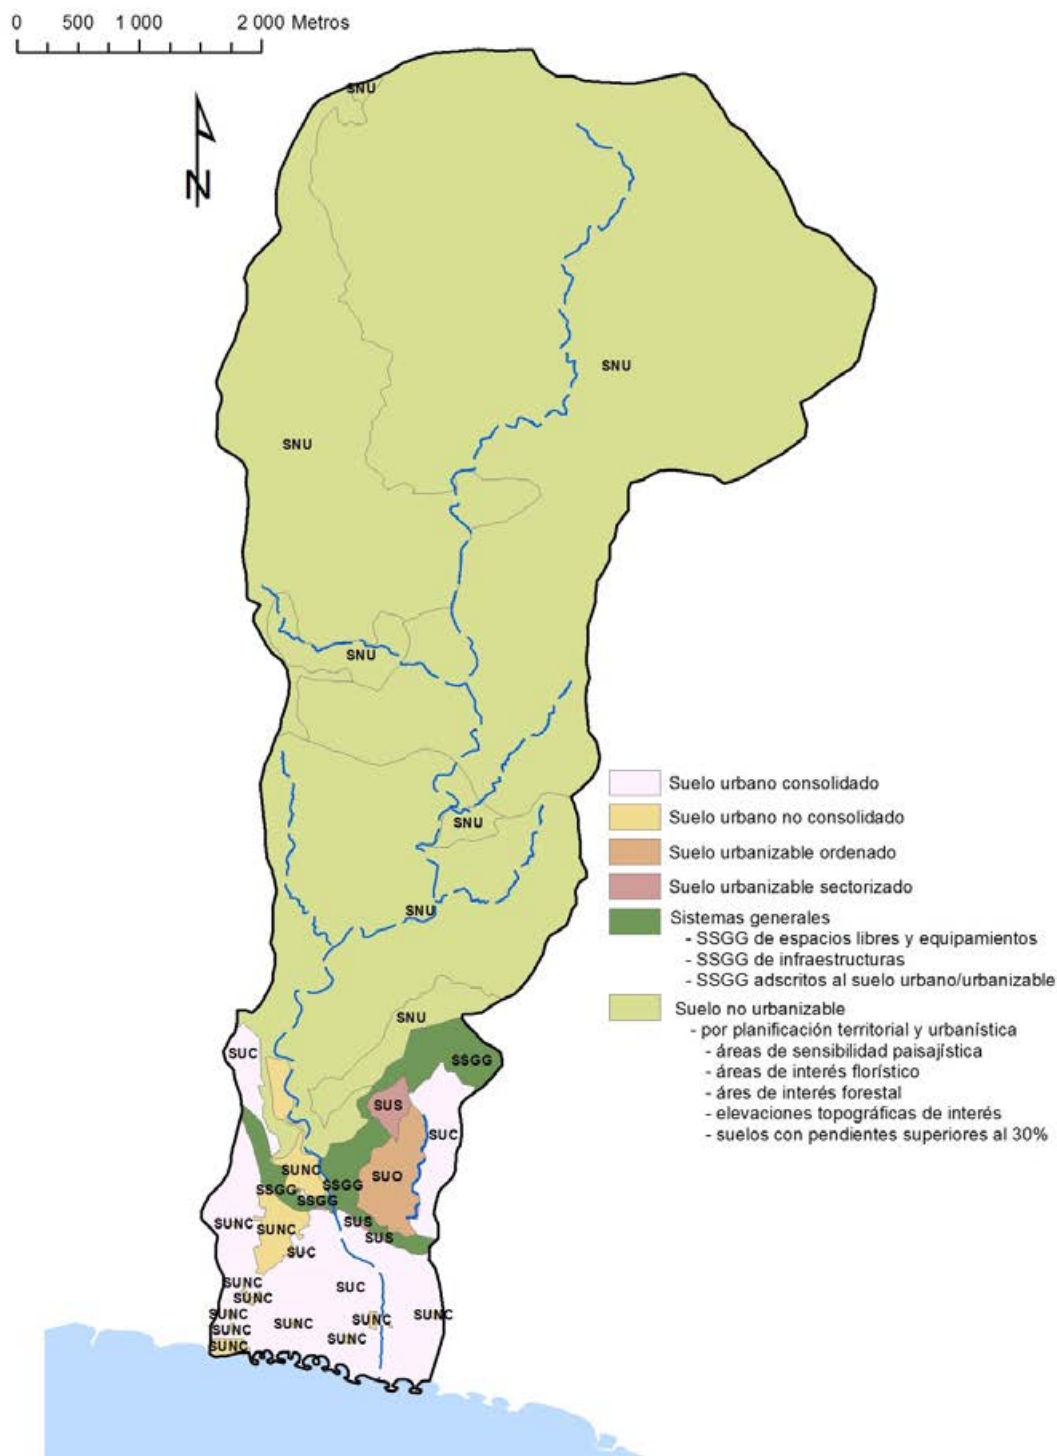 0 500 1 000 2 000 Metros
SNU
N
SNU
SNU
SNU
SNU
SNU
SNU
Suelo urbano consolidado
Suelo urbano no consolidado
Suelo urbanizable ordenado
Suelo urbanizable sectorizado
Sistemas generales
- SSGG de espacios libres y equipamientos
- SSGG de infraestructuras
- SSGG adscritos al suelo urbano/urbanizable
Suelo no urbanizable
- por planificación territorial y urbanística
- áreas de sensibilidad paisajística
- áreas de interés florístico
- áres de interés forestal
- elevaciones topográficas de interés
- suelos con pendientes superiores al 30%
SUC
SSGG
SUS
SUC
SUNC
SUO
SSGG
SSGG
SSGG
SUNC
SUNC
SUS
SUS
SUC
SUNC
SUC
SUNC
SUNC
SUNC
SUNC
SUNC
SUNC
SUNC
SUNC